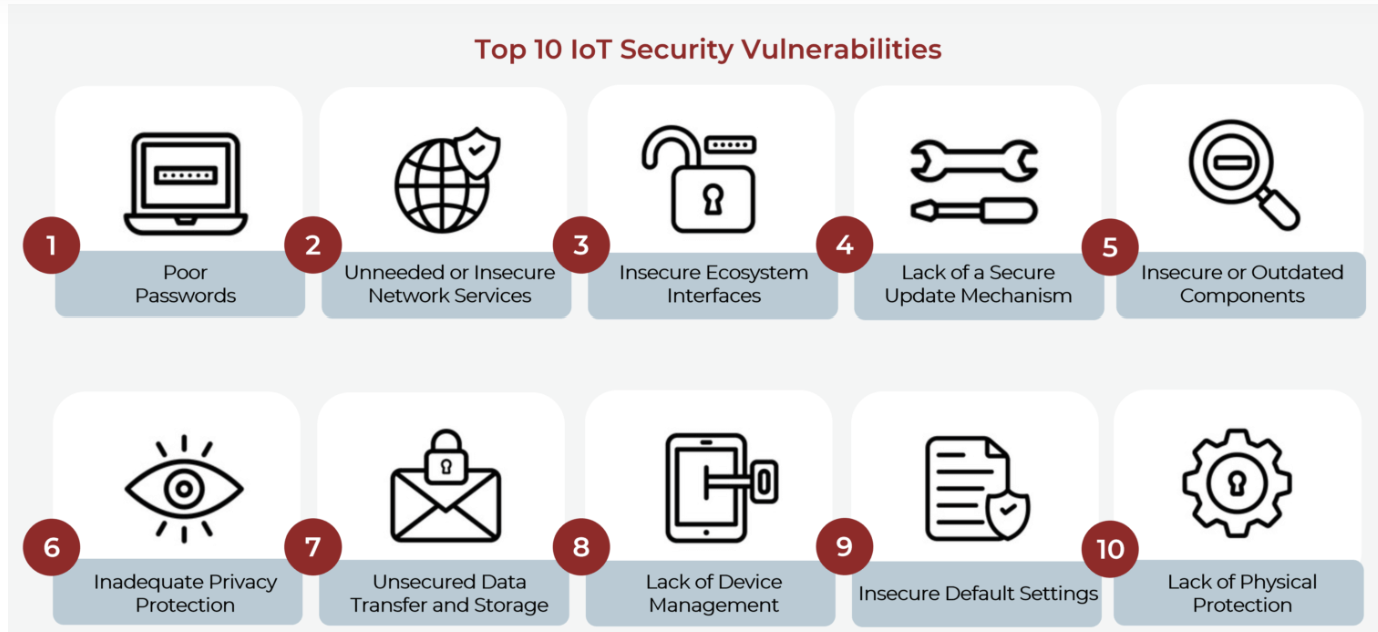 Top 10 IoT Security Vulnerabilities
1
Poor
Passwords
2
Unneeded or Insecure
Network Services
3
Insecure Ecosystem
Interfaces
4
Lack of a Secure
Update Mechanism
5
Insecure or Outdated
Components
6
Inadequate Privacy
Protection
7
Unsecured Data
Transfer and Storage
8
Lack of Device
Management
9
Insecure Default Settings
10
Lack of Physical
Protection